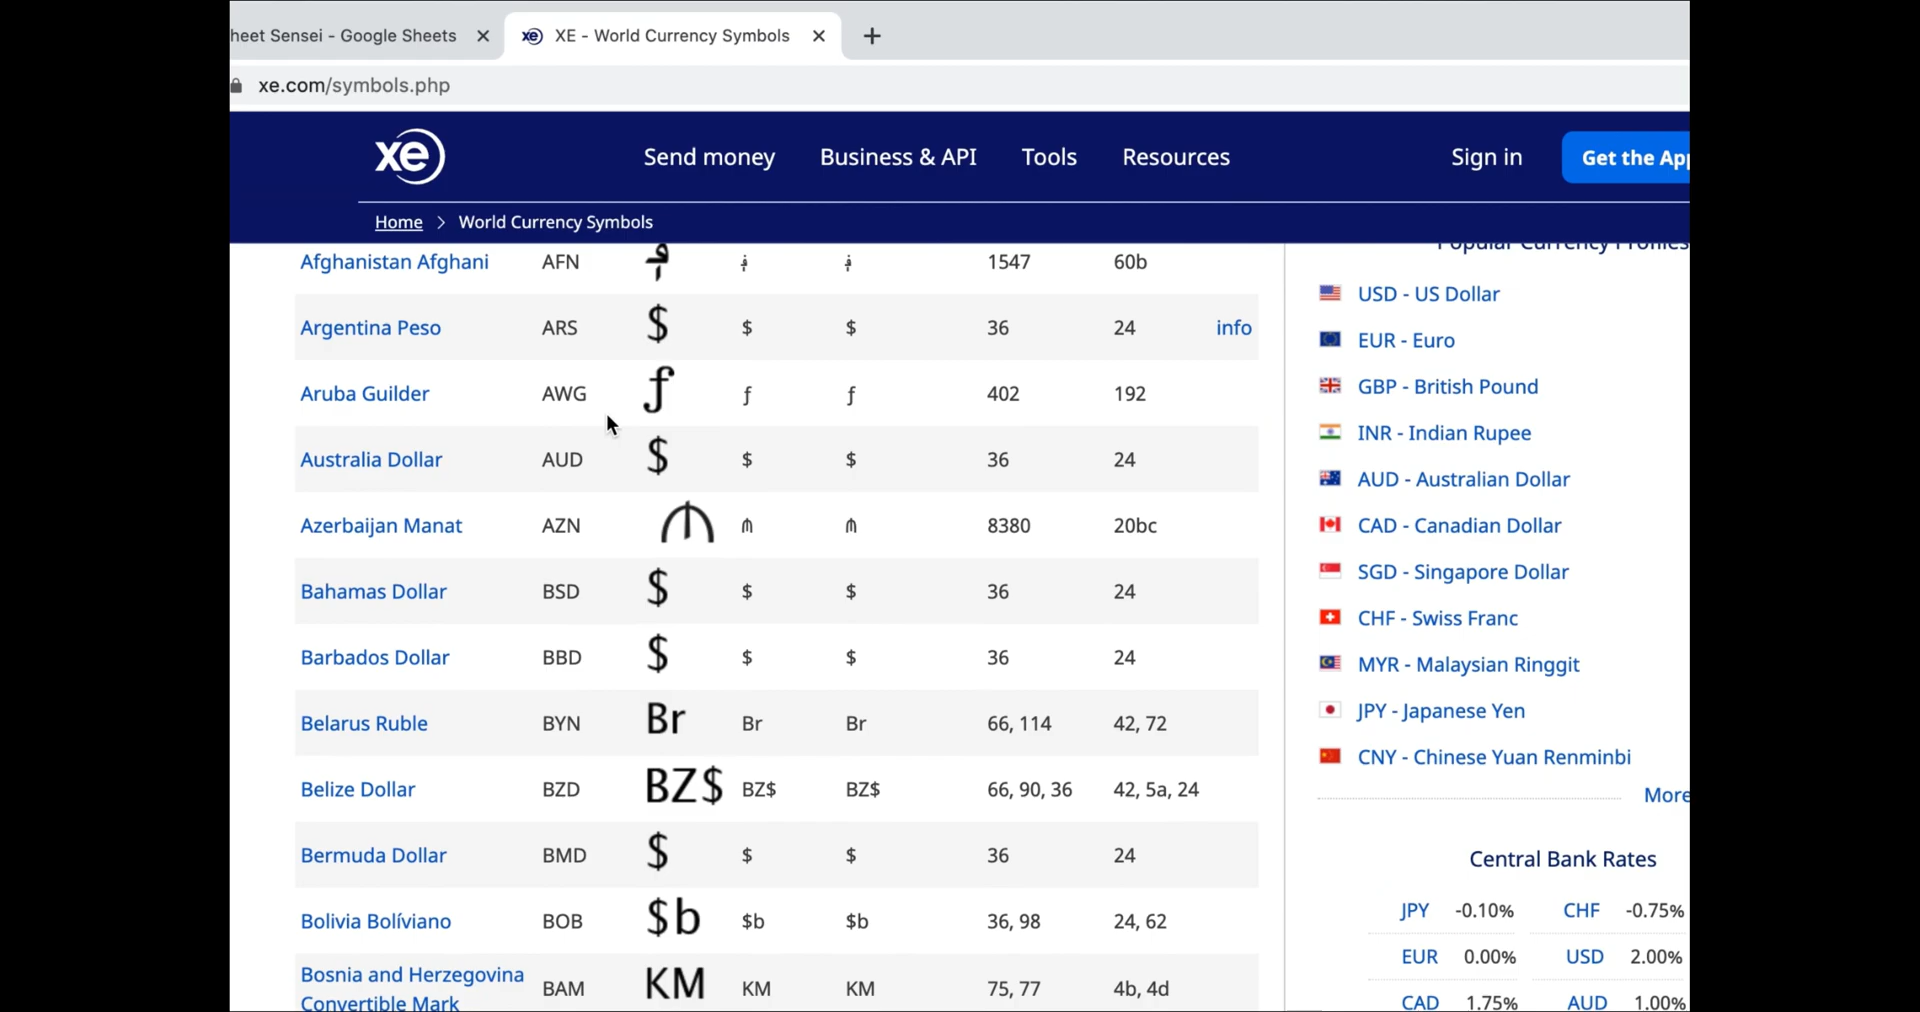 heet Sensei - Google Sheets
XE - World Currency Symbols
xe.com/symbols.php
xe Send money Business & API Tools Resources Sign in Get the Ap
Home > World Currency Symbols
Afghanistan Afghani AFN ؋ ؋ ؋ 1547 60b
Argentina Peso ARS $ $ $ 36 24 info
Aruba Guilder AWG ƒ ƒ ƒ 402 192
Australia Dollar AUD $ $ $ 36 24
Azerbaijan Manat AZN ₼ ₼ ₼ 8380 20bc
Bahamas Dollar BSD $ $ $ 36 24
Barbados Dollar BBD $ $ $ 36 24
Belarus Ruble BYN Br Br Br 66, 114 42, 72
Belize Dollar BZD BZ$ BZ$ BZ$ 66, 90, 36 42, 5a, 24
Bermuda Dollar BMD $ $ $ 36 24
Bolivia Bolíviano BOB $b $b $b 36, 98 24, 62
Bosnia and Herzegovina
Convertible Mark BAM KM KM KM 75, 77 4b, 4d
Popular Currency Profiles
USD - US Dollar
EUR - Euro
GBP - British Pound
INR - Indian Rupee
AUD - Australian Dollar
CAD - Canadian Dollar
SGD - Singapore Dollar
CHF - Swiss Franc
MYR - Malaysian Ringgit
JPY - Japanese Yen
CNY - Chinese Yuan Renminbi
More
Central Bank Rates
JPY -0.10% CHF -0.75%
EUR 0.00% USD 2.00%
CAD 1.75% AUD 1.00%